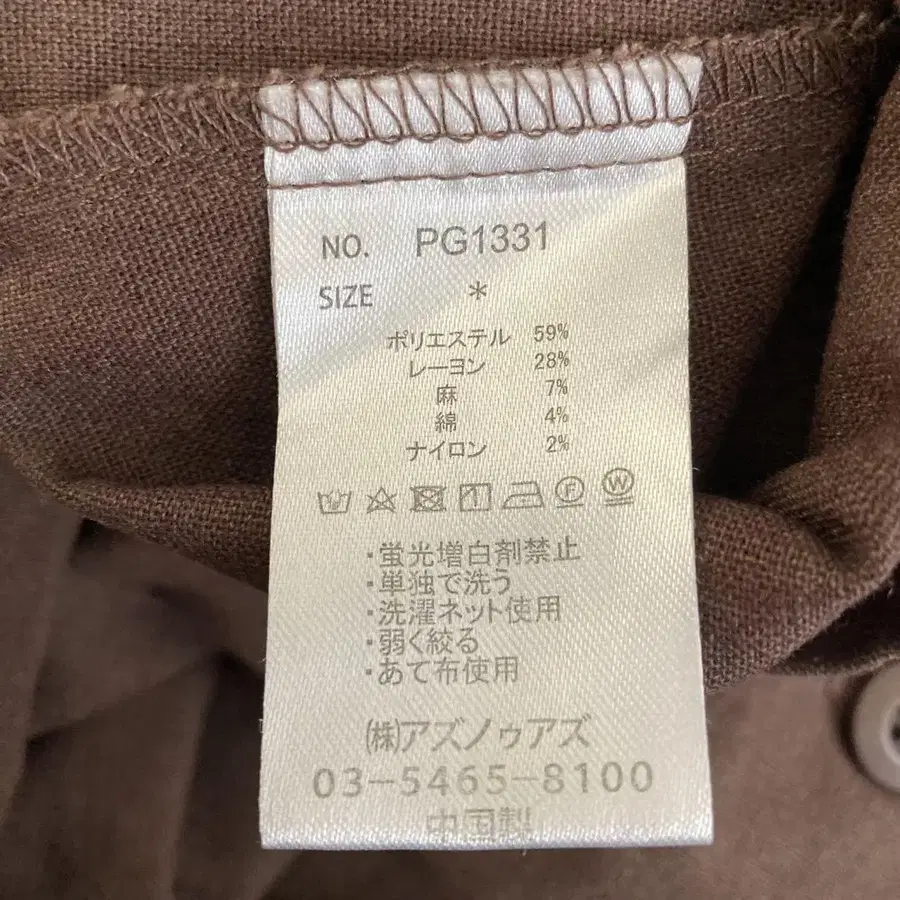 NO. PG1331
SIZE *
ポリエステル 59%
レーヨン 28%
麻 7%
綿 4%
ナイロン 2%
・蛍光増白剤禁止
・単独で洗う
・洗濯ネット使用
・弱く絞る
・あて布使用
㈱アズノゥアズ
03-5465-8100
中国製